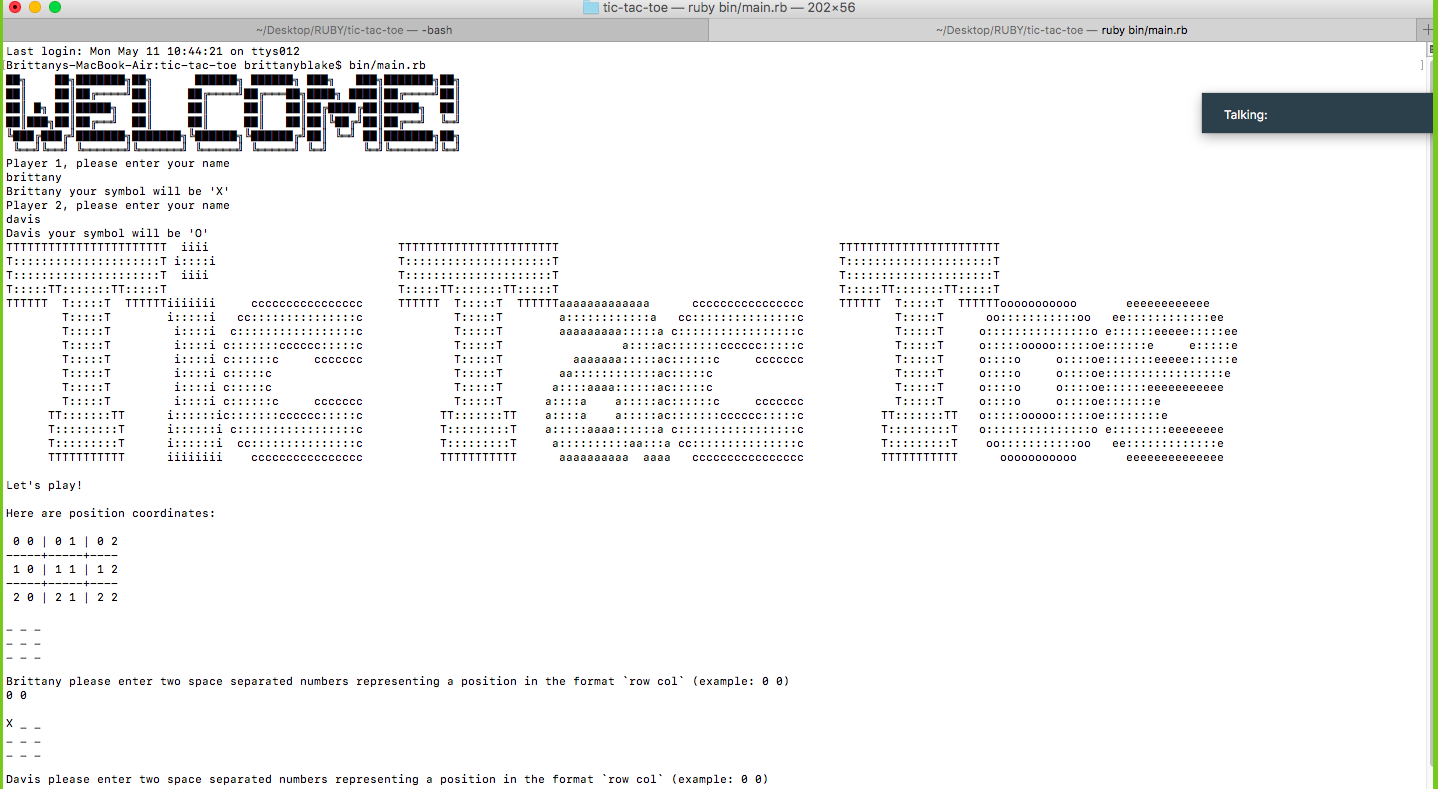 tic-tac-toe — ruby bin/main.rb — 202×56
~/Desktop/RUBY/tic-tac-toe — -bash
~/Desktop/RUBY/tic-tac-toe — ruby bin/main.rb
Last login: Mon May 11 10:44:21 on ttys012
[Brittanys-MacBook-Air:tic-tac-toe brittanyblake$ bin/main.rb ]
WELCOME!
Talking:
Player 1, please enter your name
brittany
Brittany your symbol will be 'X'
Player 2, please enter your name
davis
Davis your symbol will be 'O'
Tic Tac Toe
Let's play!
Here are position coordinates:
0 0 | 0 1 | 0 2
-----+-----+----
1 0 | 1 1 | 1 2
-----+-----+----
2 0 | 2 1 | 2 2
_ _ _
_ _ _
_ _ _
Brittany please enter two space separated numbers representing a position in the format `row col` (example: 0 0)
0 0
X _ _
_ _ _
_ _ _
Davis please enter two space separated numbers representing a position in the format `row col` (example: 0 0)